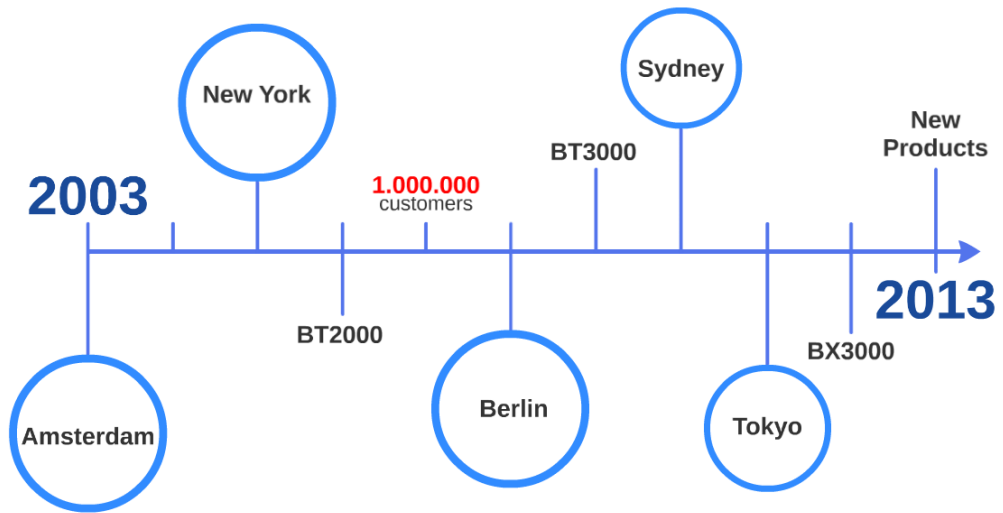 Sydney
New York
New
Products
BT3000
2003
1.000.000
customers
2013
BT2000
BX3000
Berlin
Tokyo
Amsterdam